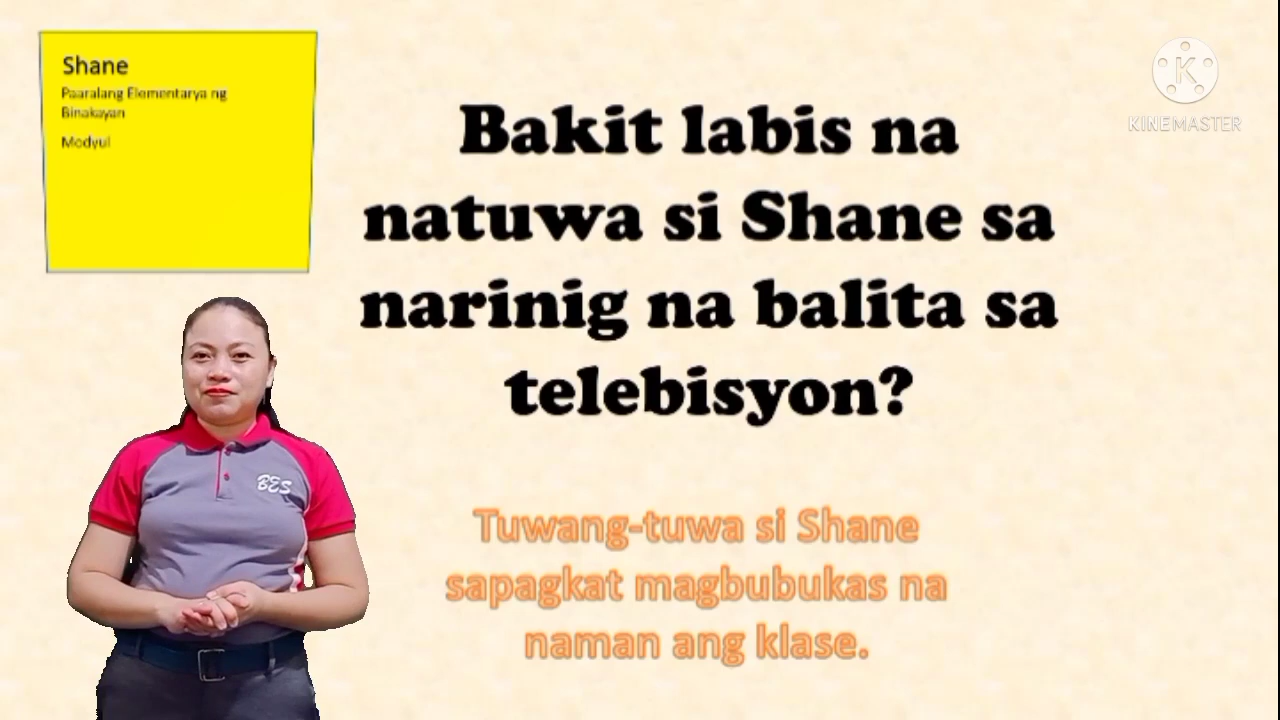 Shane
Paaralang Elementarya ng
Binakayan
Modyul
KINEMASTER
Bakit labis na
natuwa si Shane sa
narinig na balita sa
telebisyon?
BES
Tuwang-tuwa si Shane
sapagkat magbubukas na
naman ang klase.